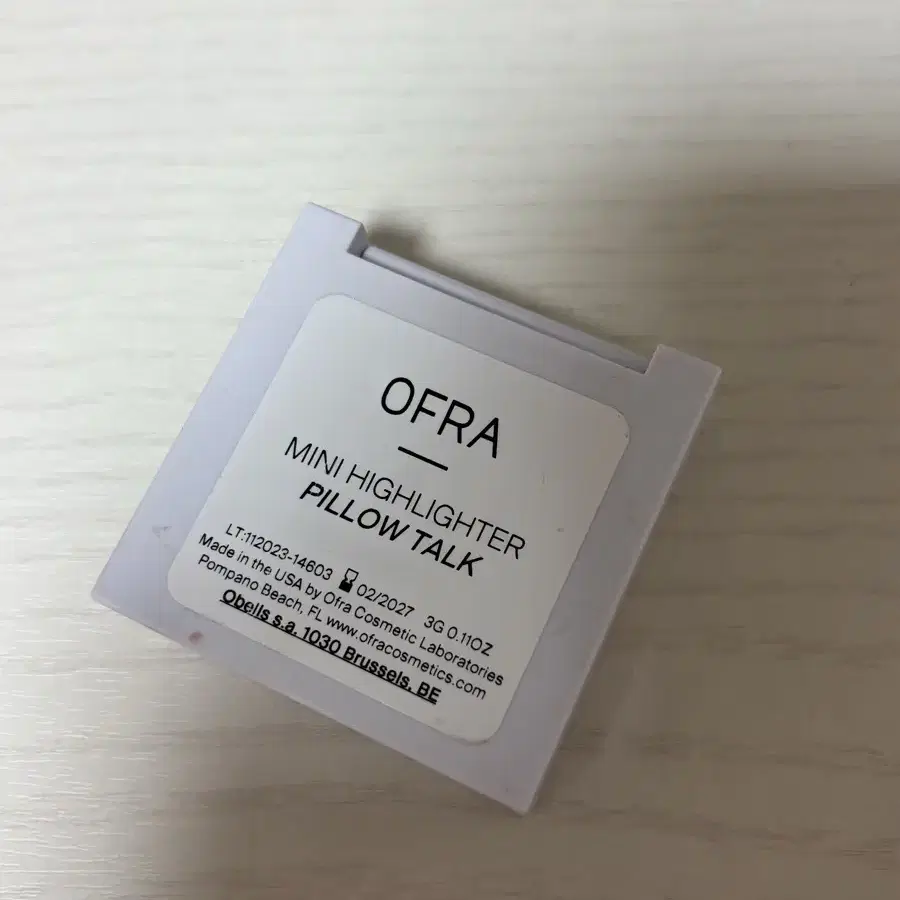 OFRA
MINI HIGHLIGHTER
PILLOW TALK
LT:112023-14603 ⌛ 02/2027 3G 0.11OZ
Made in the USA by Ofra Cosmetic Laboratories
Pompano Beach, FL www.ofracosmetics.com
Obelis s.a. 1030 Brussels, BE